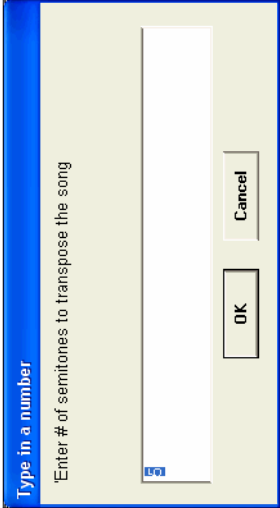 Type in a number
'Enter # of semitones to transpose the song
5
OK
Cancel